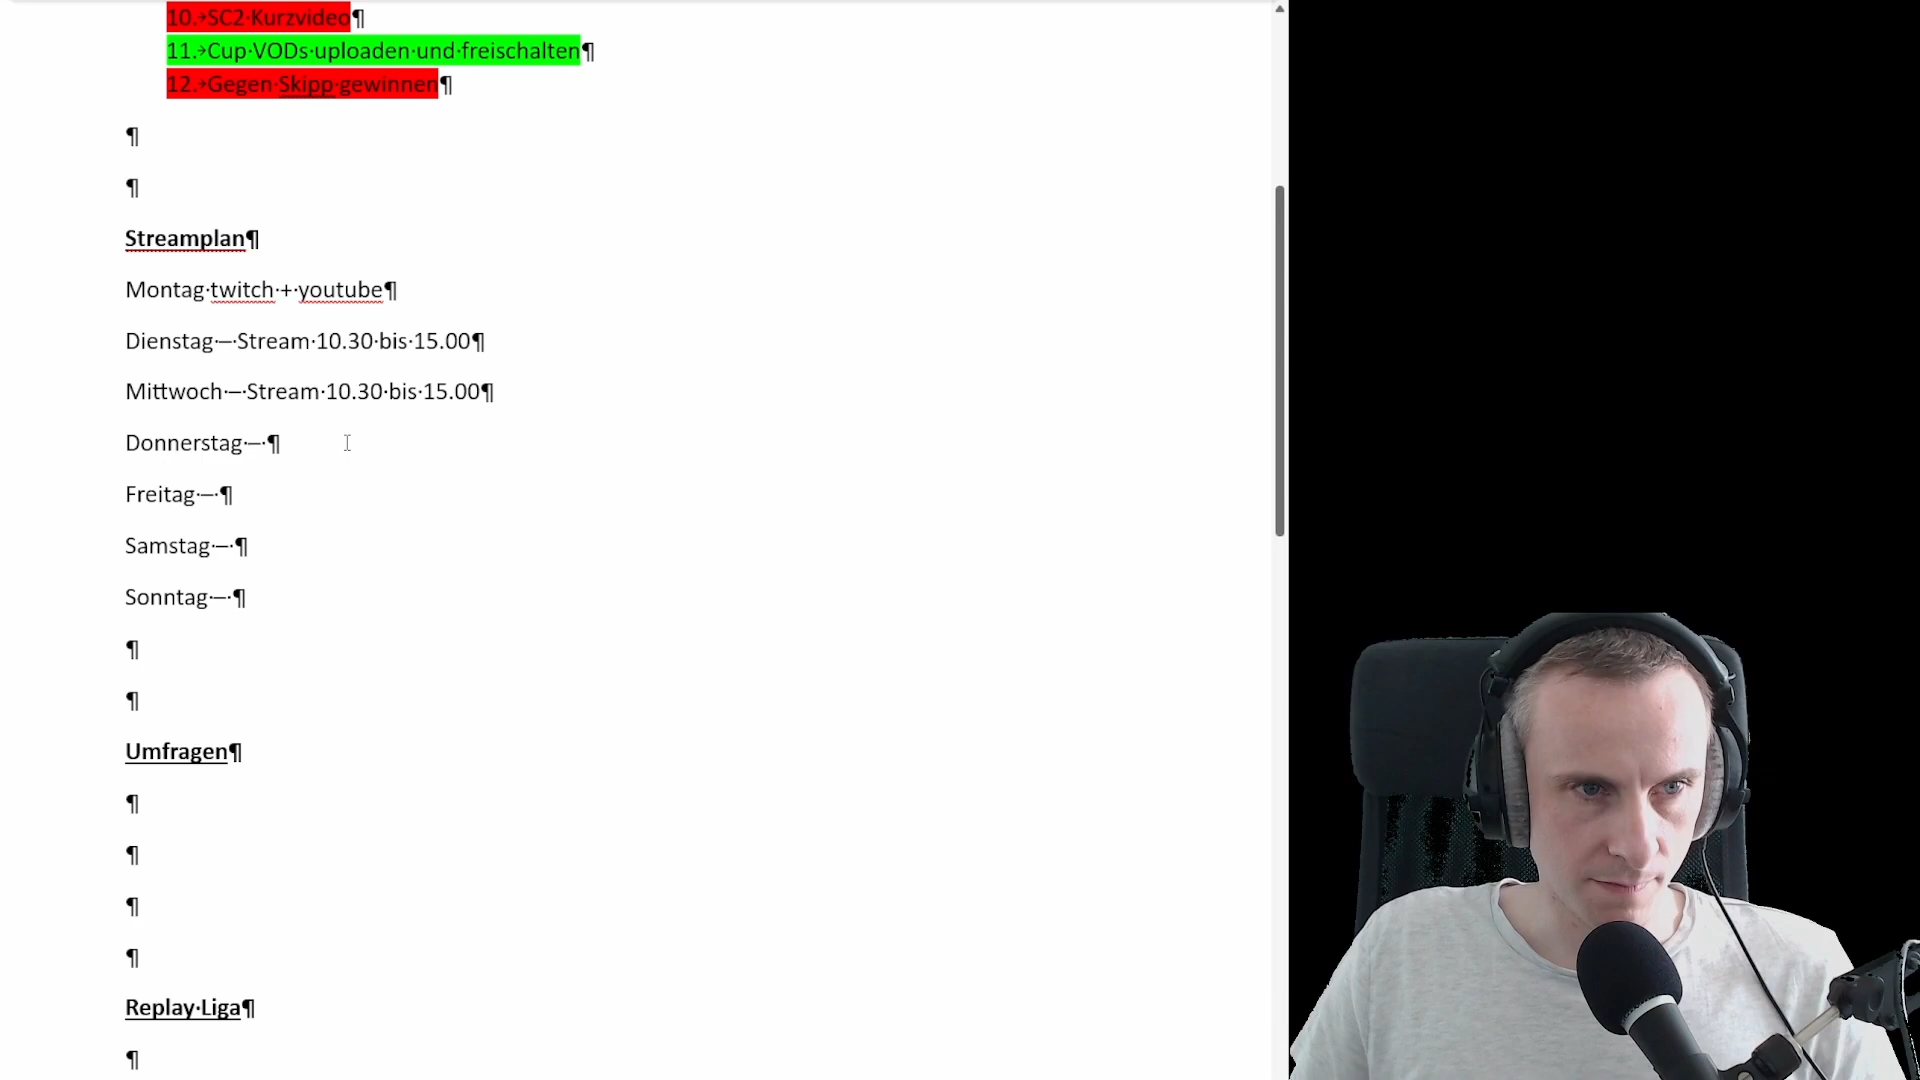 10. SC2 Kurzvideo
11. Cup VODs uploaden und freischalten
12. Gegen Skipp gewinnen
Streamplan
Montag twitch + youtube
Dienstag – Stream 10.30 bis 15.00
Mittwoch – Stream 10.30 bis 15.00
Donnerstag –
Freitag –
Samstag –
Sonntag –
Umfragen
Replay Liga